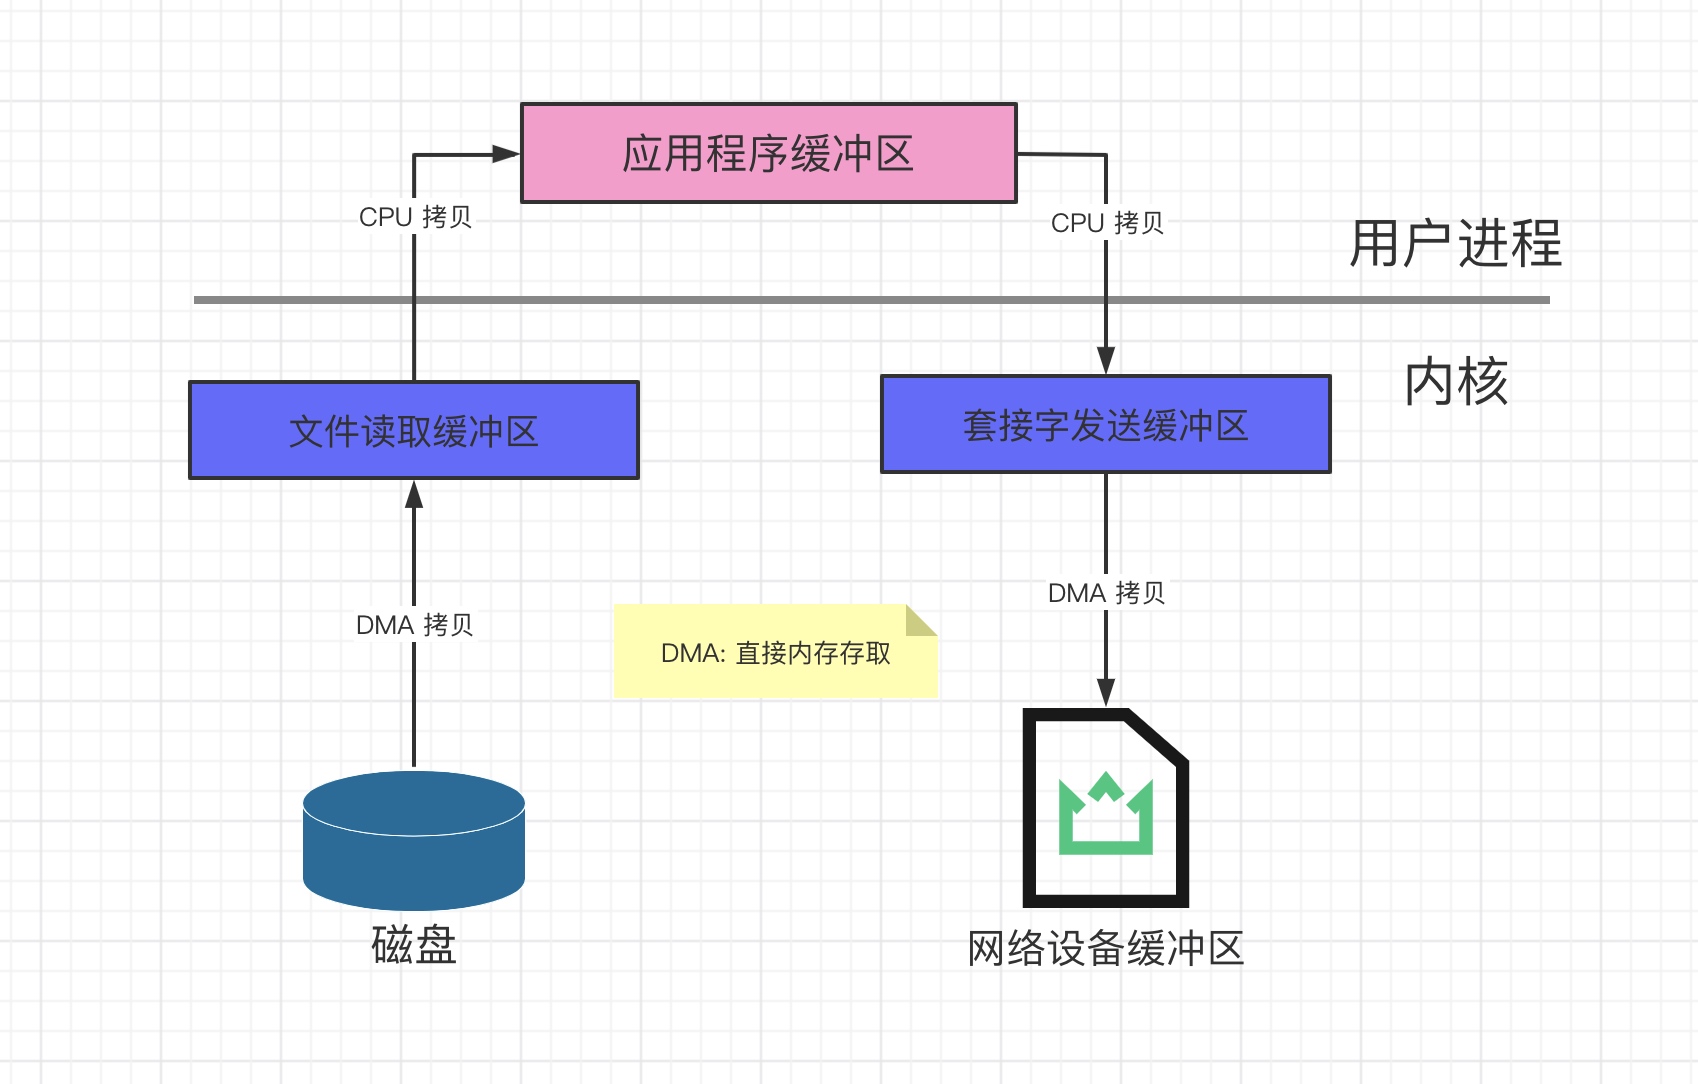 应用程序缓冲区
CPU 拷贝
CPU 拷贝
用户进程
内核
文件读取缓冲区
套接字发送缓冲区
DMA 拷贝
DMA 拷贝
DMA: 直接内存存取
磁盘
网络设备缓冲区